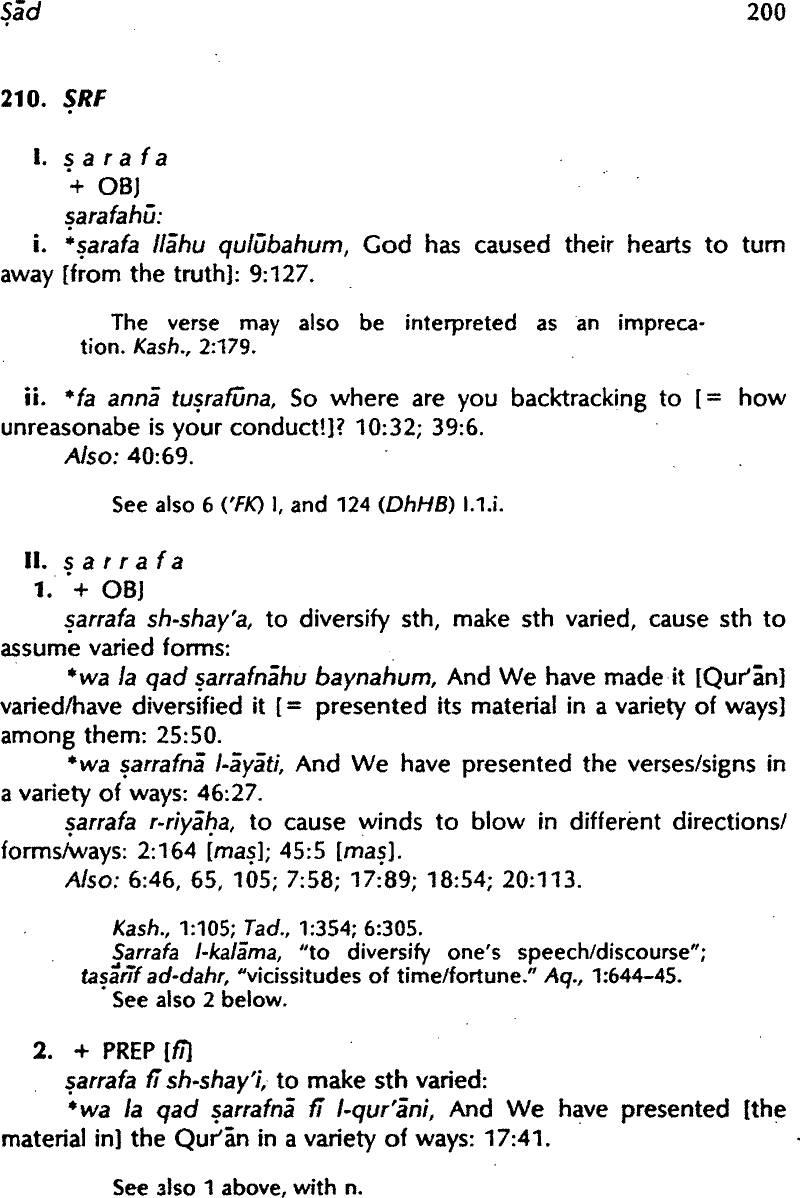 Ṣād 200
210. ṢRF
I. ṣ a r a f a
+ OBJ
ṣarafahū:
i. *ṣarafa llāhu qulūbahum, God has caused their hearts to turn
away [from the truth]: 9:127.
The verse may also be interpreted as an impreca-
tion. Kash., 2:179.
ii. *fa annā tuṣrafūna, So where are you backtracking to [= how
unreasonabe is your conduct!]? 10:32; 39:6.
Also: 40:69.
See also 6 (’FK) I, and 124 (DhHB) I.1.i.
II. ṣ a r r a f a
1. + OBJ
ṣarrafa sh-shay’a, to diversify sth, make sth varied, cause sth to
assume varied forms:
*wa la qad ṣarrafnāhu baynahum, And We have made it [Qur’ān]
varied/have diversified it [= presented its material in a variety of ways]
among them: 25:50.
*wa ṣarrafnā l-āyāti, And We have presented the verses/signs in
a variety of ways: 46:27.
ṣarrafa r-riyāḥa, to cause winds to blow in different directions/
forms/ways: 2:164 [maṣ]; 45:5 [maṣ].
Also: 6:46, 65, 105; 7:58; 17:89; 18:54; 20:113.
Kash., 1:105; Tad., 1:354; 6:305.
Ṣarrafa l-kalāma, “to diversify one’s speech/discourse”;
taṣārīf ad-dahr, “vicissitudes of time/fortune.” Aq., 1:644–45.
See also 2 below.
2. + PREP [fī]
ṣarrafa fī sh-shay’i, to make sth varied:
*wa la qad ṣarrafnā fī l-qur’āni, And We have presented [the
material in] the Qur’ān in a variety of ways: 17:41.
See also 1 above, with n.